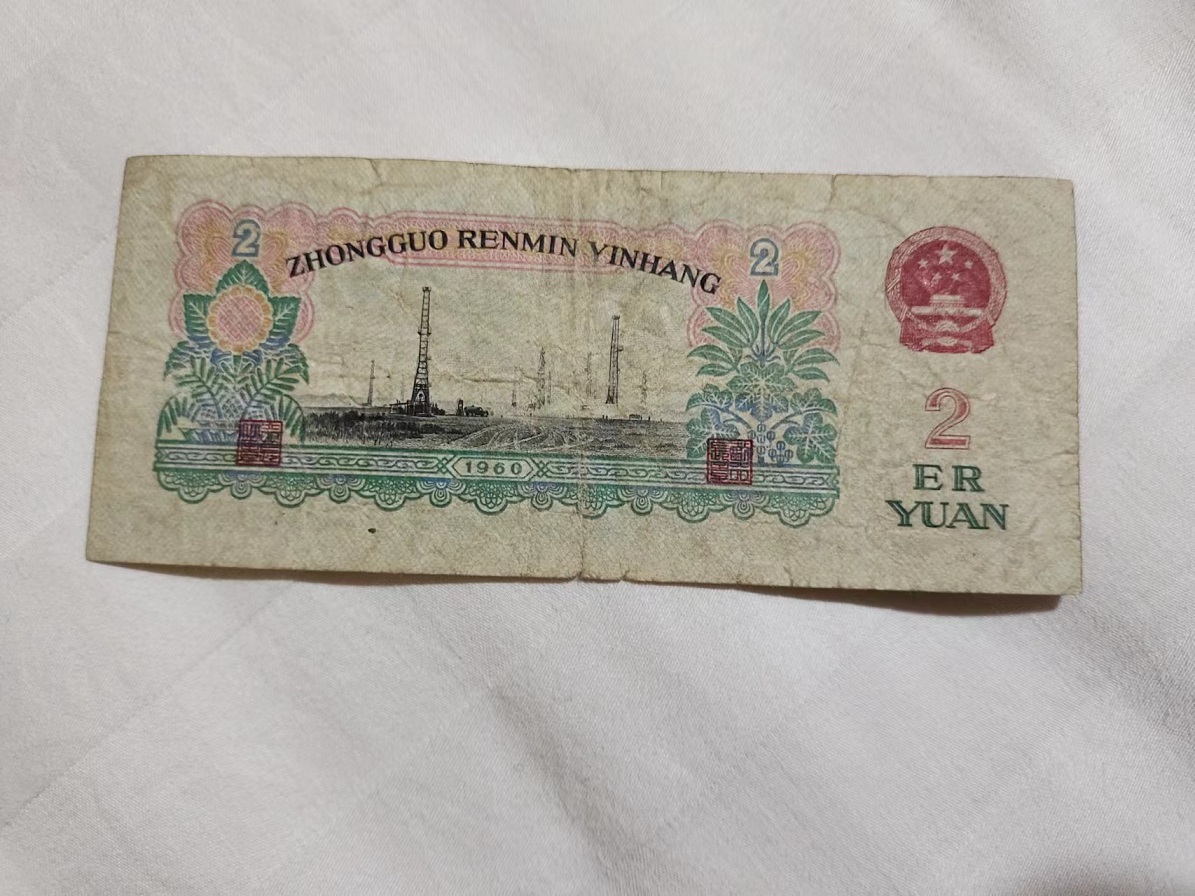 2
2
ZHONGGUO RENMIN YINHANG
1960
2
ER
YUAN